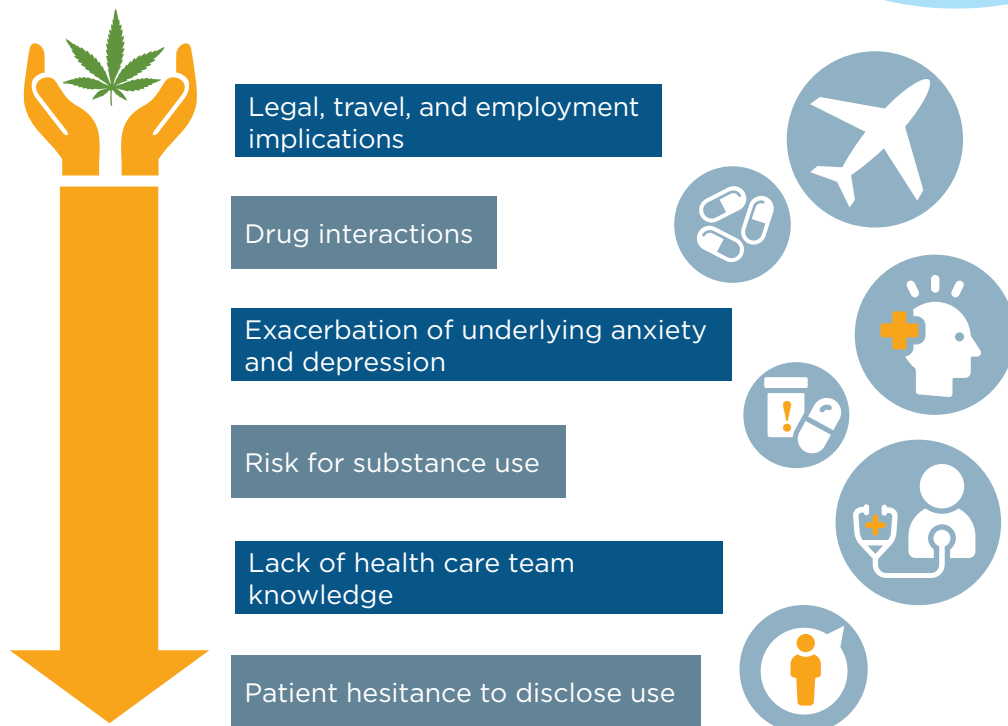 Legal, travel, and employment
implications
Drug interactions
Exacerbation of underlying anxiety
and depression
Risk for substance use
Lack of health care team
knowledge
Patient hesitance to disclose use